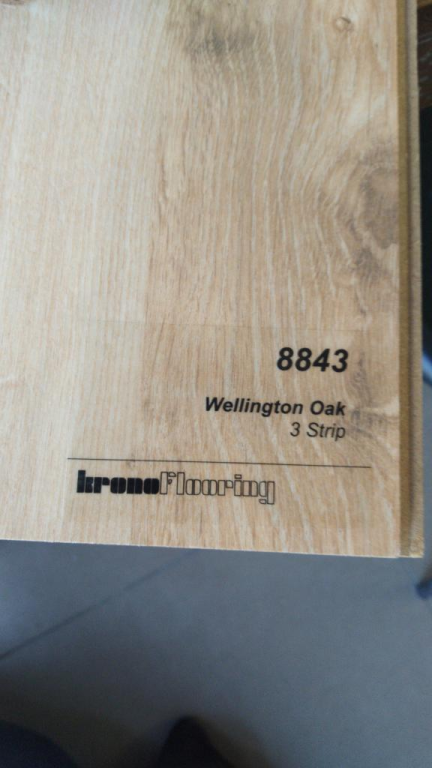 8843
Wellington Oak
3 Strip
kronoFlooring